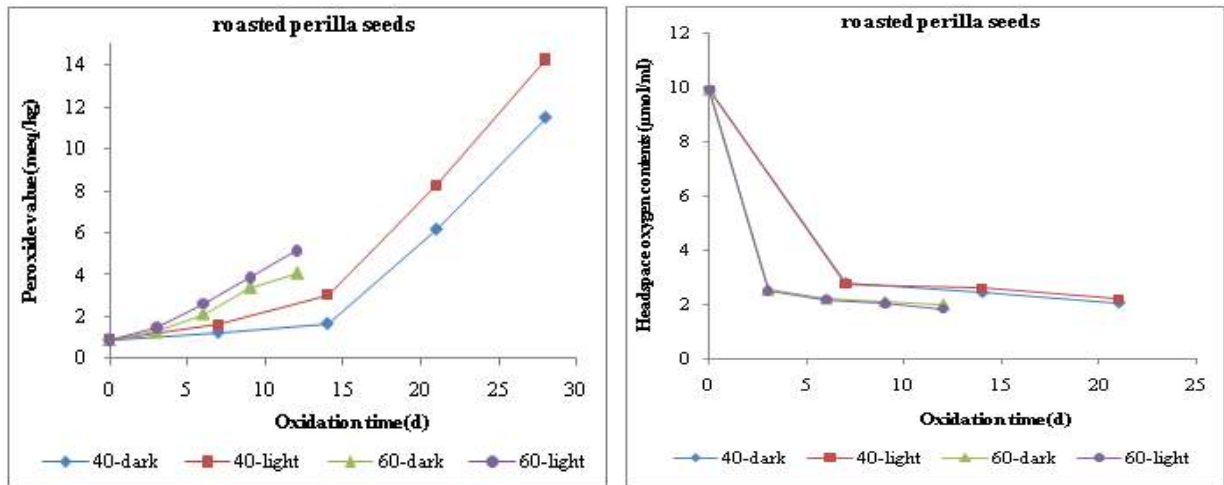 roasted perilla seeds
Peroxide value(meq/kg)
14
12
10
8
6
4
2
0
0 5 10 15 20 25 30
Oxidation time(d)
40-dark 40-light 60-dark 60-light
roasted perilla seeds
Headspace oxygen contents(μmol/ml)
12
10
8
6
4
2
0
0 5 10 15 20 25
Oxidation time(d)
40-dark 40-light 60-dark 60-light